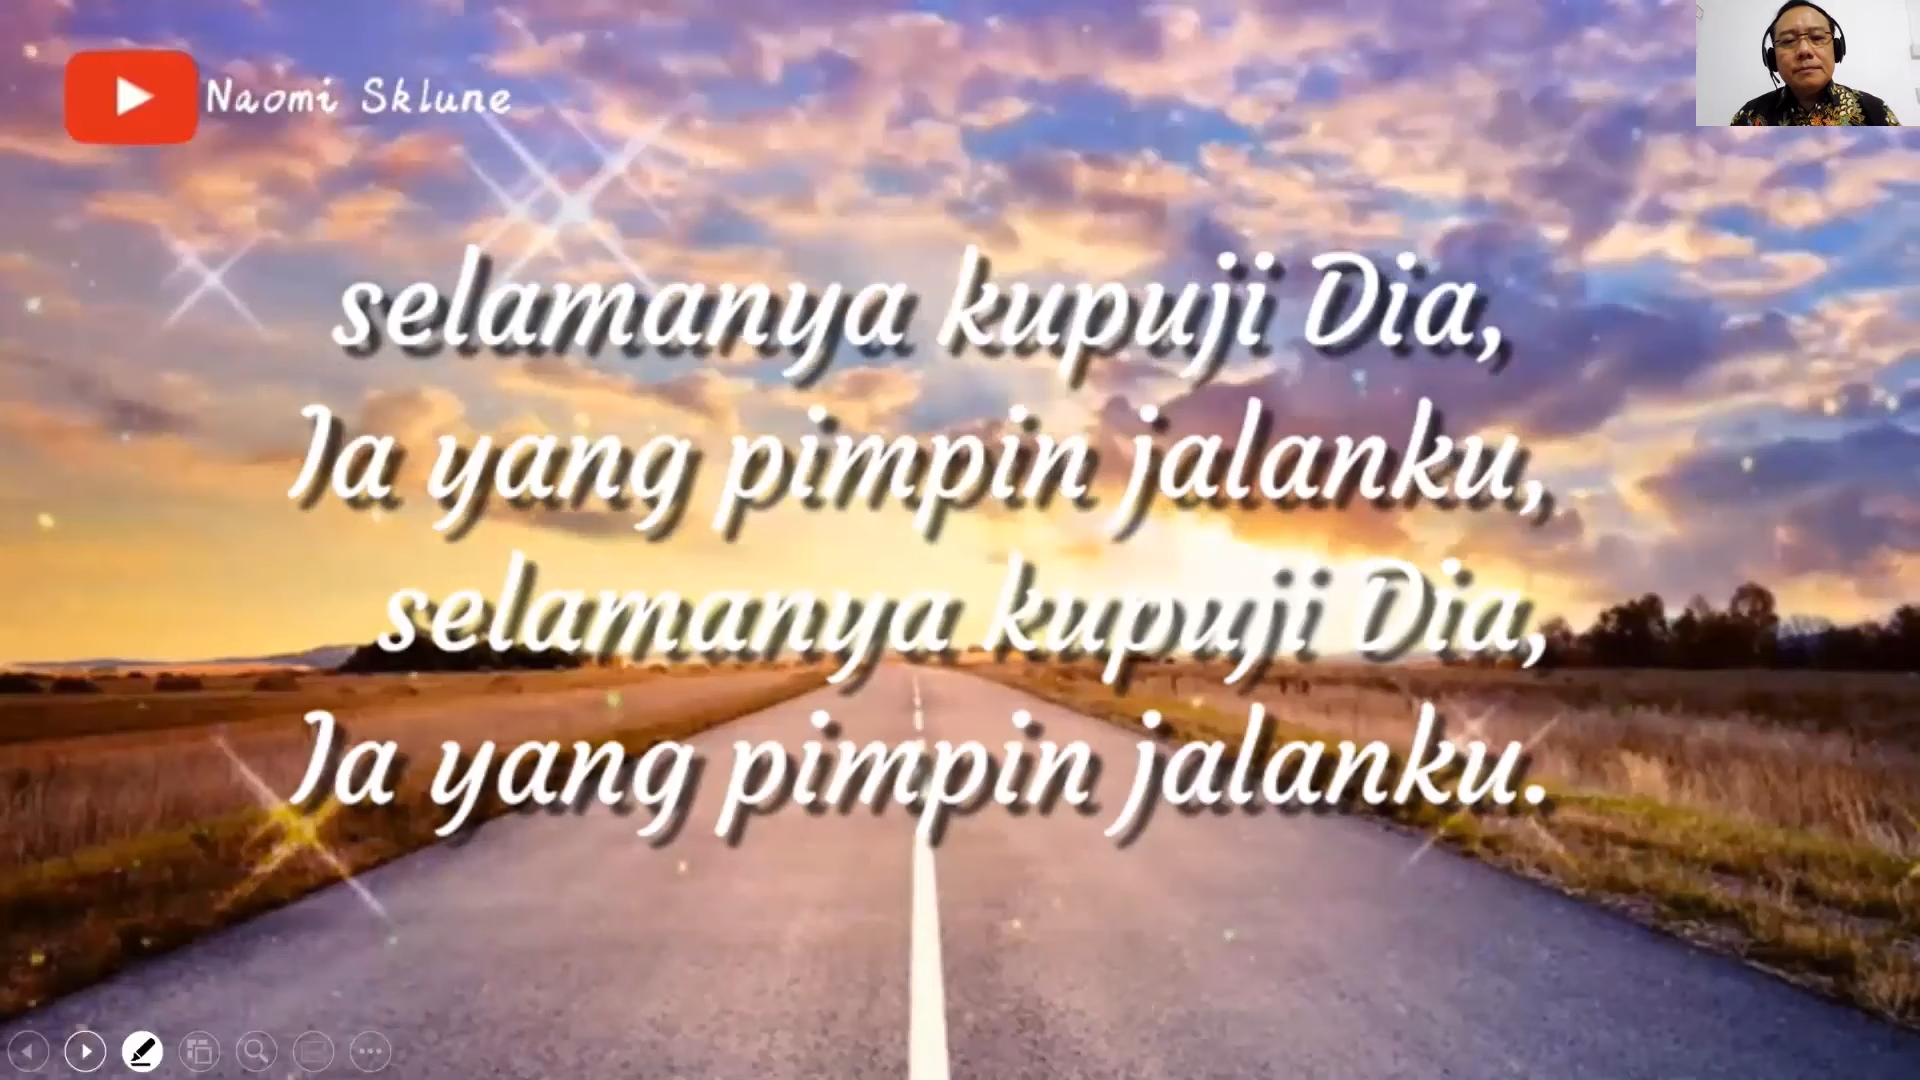 Naomi Sklune
selamanya kupuji Dia,
Ia yang pimpin jalanku,
selamanya kupuji Dia,
Ia yang pimpin jalanku.